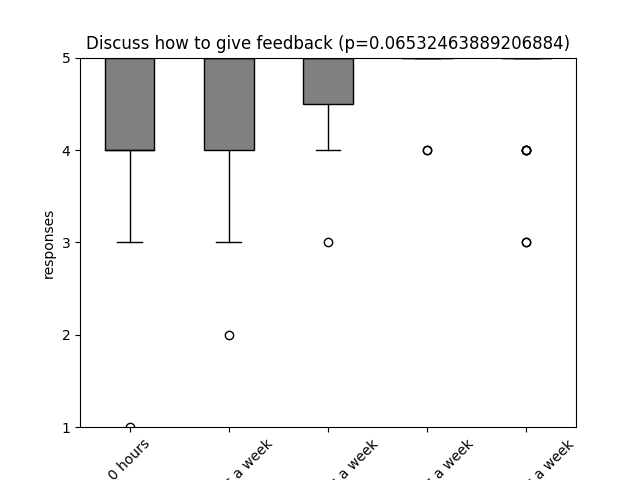 Discuss how to give feedback (p=0.06532463889206884)
responses
5
4
3
2
1
0 hours
a week
a week
a week
a week